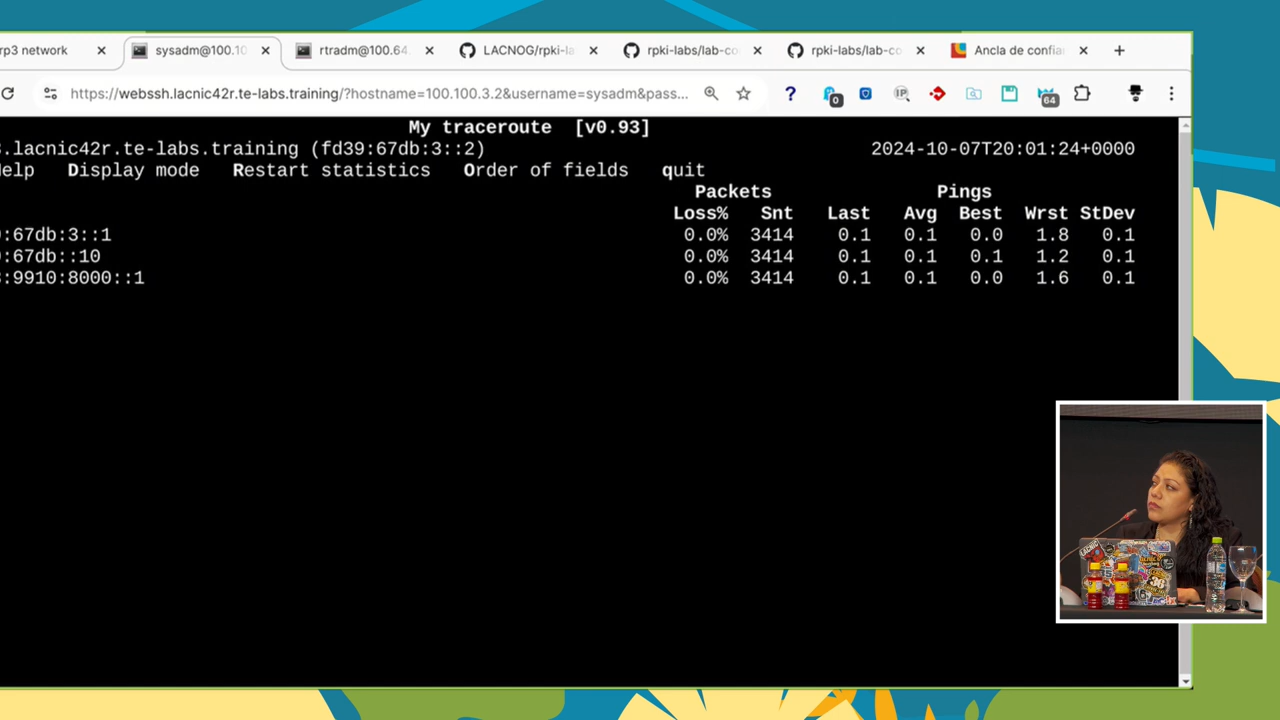 rp3 network
sysadm@100.10
rtradm@100.64.
LACNOG/rpki-la
rpki-labs/lab-co
rpki-labs/lab-co
Ancla de confia
https://webssh.lacnic42r.te-labs.training/?hostname=100.100.3.2&username=sysadm&pass...
?
0
IP
64
My traceroute [v0.93]
.lacnic42r.te-labs.training (fd39:67db:3::2) 2024-10-07T20:01:24+0000
elp Display mode Restart statistics Order of fields quit
Packets Pings
Loss% Snt Last Avg Best Wrst StDev
:67db:3::1 0.0% 3414 0.1 0.1 0.0 1.8 0.1
:67db::10 0.0% 3414 0.1 0.1 0.1 1.2 0.1
:9910:8000::1 0.0% 3414 0.1 0.1 0.0 1.6 0.1
LACNIC